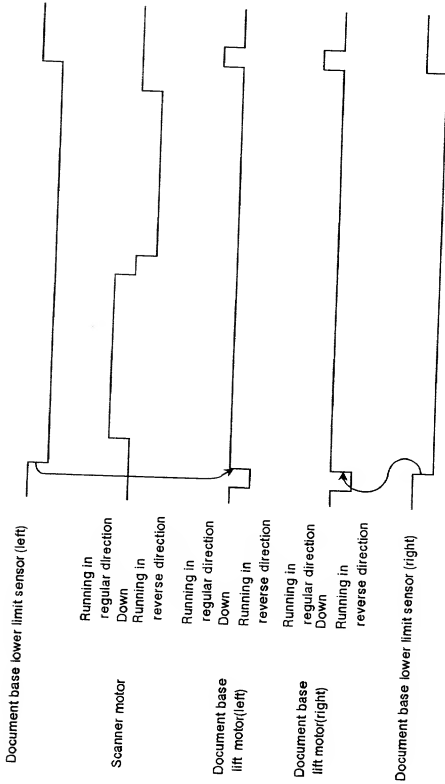 Document base lower limit sensor (left)
Scanner motor
Running in
regular direction
Down
Running in
reverse direction
Document base
lift motor(left)
Running in
regular direction
Down
Running in
reverse direction
Document base
lift motor(right)
Running in
regular direction
Down
Running in
reverse direction
Document base lower limit sensor (right)